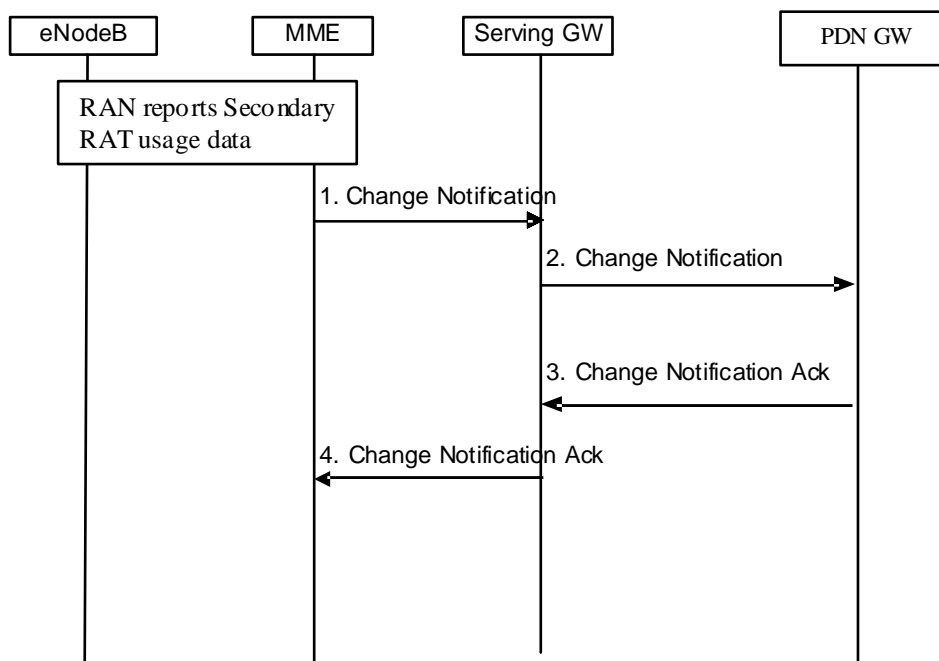 eNodeB
MME
Serving GW
PDN GW
RAN reports Secondary
RAT usage data
1. Change Notification
2. Change Notification
3. Change Notification Ack
4. Change Notification Ack